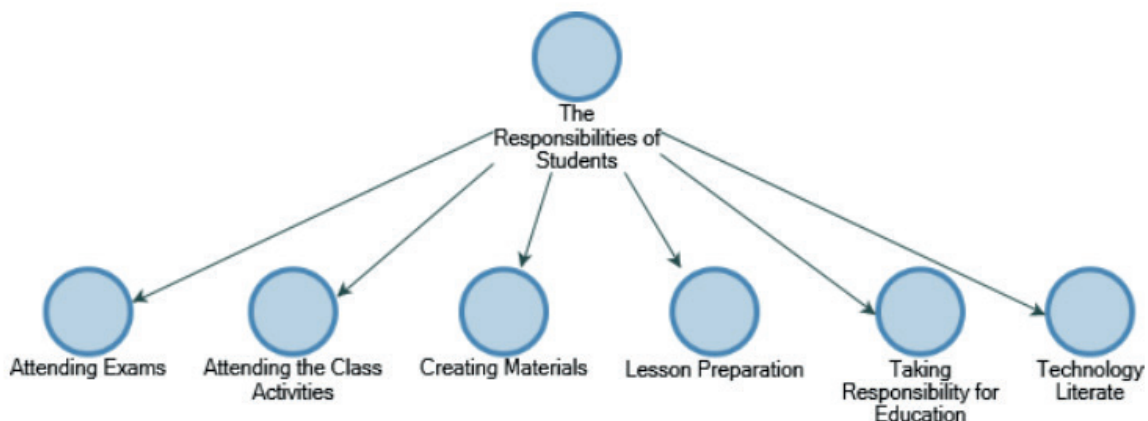 The
Responsibilities of
Students
Attending Exams
Attending the Class
Activities
Creating Materials
Lesson Preparation
Taking
Responsibility for
Education
Technology
Literate